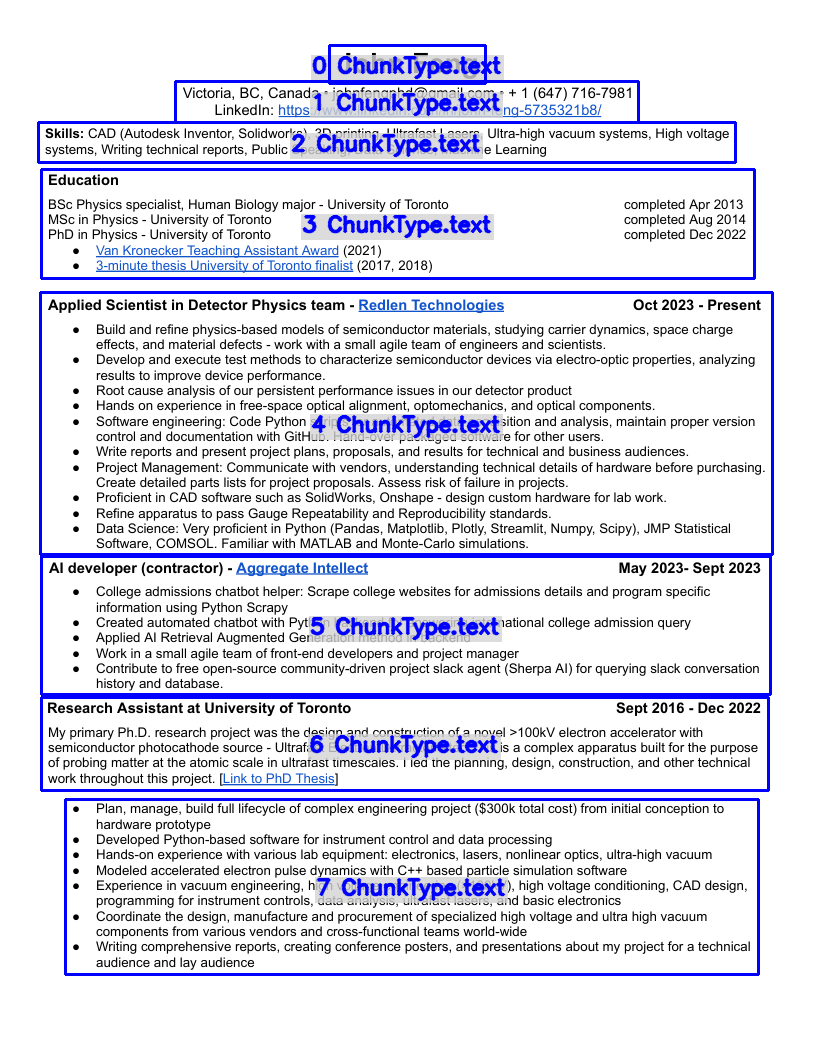 0 ChunkType.text
Victoria, BC, Canada • johnfengphd@gmail.com • + 1 (647) 716-7981
1 ChunkType.text
LinkedIn: https
ng-5735321b8/
Skills: CAD (Autodesk Inventor, Solidworks), 3D printing, Ultrafast Lasers, Ultra-high vacuum systems, High voltage
2 ChunkType.text
systems, Writing technical reports, Public e Learning
Education
BSc Physics specialist, Human Biology major - University of Toronto completed Apr 2013
MSc in Physics - University of Toronto completed Aug 2014
3 ChunkType.text
PhD in Physics - University of Toronto completed Dec 2022
● Van Kronecker Teaching Assistant Award (2021)
● 3-minute thesis University of Toronto finalist (2017, 2018)
Applied Scientist in Detector Physics team - Redlen Technologies Oct 2023 - Present
● Build and refine physics-based models of semiconductor materials, studying carrier dynamics, space charge
effects, and material defects - work with a small agile team of engineers and scientists.
● Develop and execute test methods to characterize semiconductor devices via electro-optic properties, analyzing
results to improve device performance.
● Root cause analysis of our persistent performance issues in our detector product
● Hands on experience in free-space optical alignment, optomechanics, and optical components.
● Software engineering: Code Python sition and analysis, maintain proper version
4 ChunkType.text
control and documentation with GitHub. Hand-over packaged software for other users.
● Write reports and present project plans, proposals, and results for technical and business audiences.
● Project Management: Communicate with vendors, understanding technical details of hardware before purchasing.
Create detailed parts lists for project proposals. Assess risk of failure in projects.
● Proficient in CAD software such as SolidWorks, Onshape - design custom hardware for lab work.
● Refine apparatus to pass Gauge Repeatability and Reproducibility standards.
● Data Science: Very proficient in Python (Pandas, Matplotlib, Plotly, Streamlit, Numpy, Scipy), JMP Statistical
Software, COMSOL. Familiar with MATLAB and Monte-Carlo simulations.
AI developer (contractor) - Aggregate Intellect May 2023- Sept 2023
● College admissions chatbot helper: Scrape college websites for admissions details and program specific
information using Python Scrapy
● Created automated chatbot with Pyt national college admission query
5 ChunkType.text
● Applied AI Retrieval Augmented Generation method in backend
● Work in a small agile team of front-end developers and project manager
● Contribute to free open-source community-driven project slack agent (Sherpa AI) for querying slack conversation
history and database.
Research Assistant at University of Toronto Sept 2016 - Dec 2022
My primary Ph.D. research project was the design and construction of a novel >100kV electron accelerator with
semiconductor photocathode source - Ultraf is a complex apparatus built for the purpose
6 ChunkType.text
of probing matter at the atomic scale in ultrafast timescales. I led the planning, design, construction, and other technical
work throughout this project. [Link to PhD Thesis]
● Plan, manage, build full lifecycle of complex engineering project ($300k total cost) from initial conception to
hardware prototype
● Developed Python-based software for instrument control and data processing
● Hands-on experience with various lab equipment: electronics, lasers, nonlinear optics, ultra-high vacuum
● Modeled accelerated electron pulse dynamics with C++ based particle simulation software
● Experience in vacuum engineering, h ), high voltage conditioning, CAD design,
7 ChunkType.text
programming for instrument controls, data analysis, ultrafast lasers, and basic electronics
● Coordinate the design, manufacture and procurement of specialized high voltage and ultra high vacuum
components from various vendors and cross-functional teams world-wide
● Writing comprehensive reports, creating conference posters, and presentations about my project for a technical
audience and lay audience